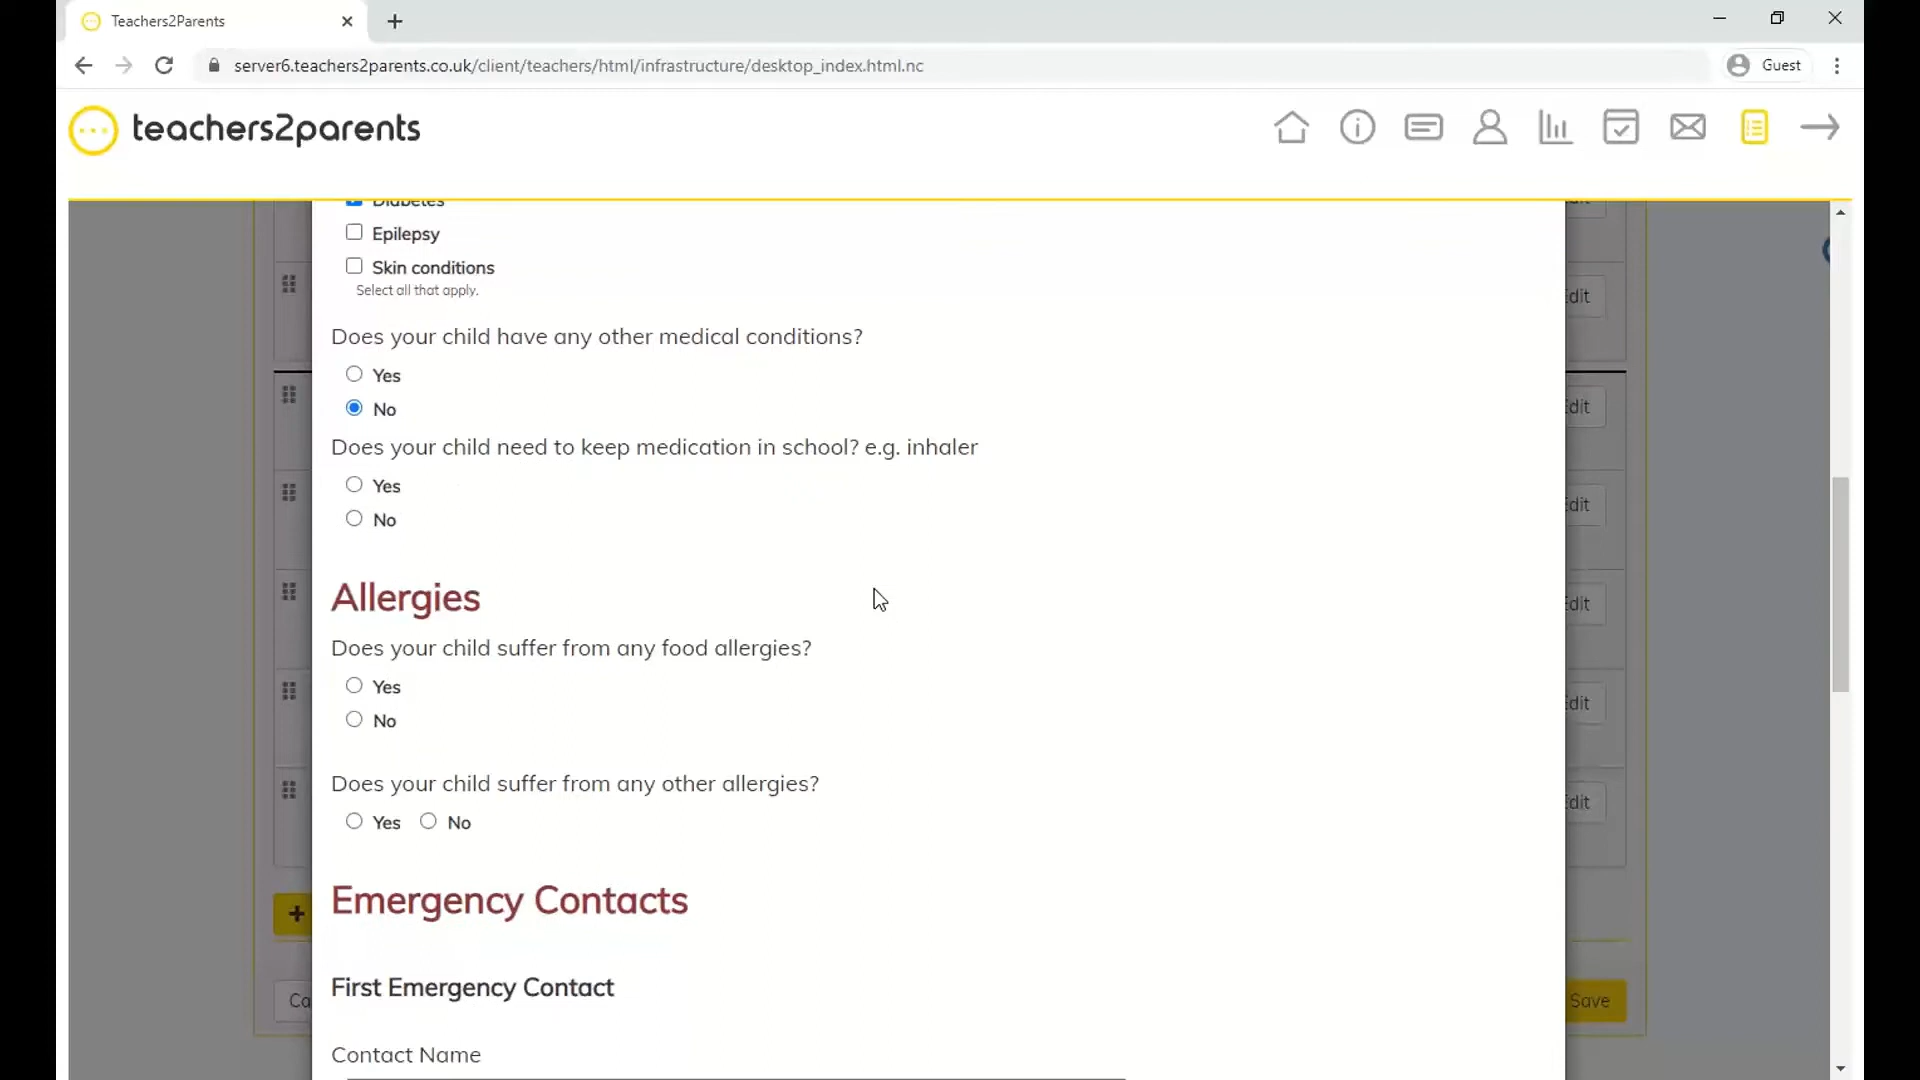 Teachers2Parents
server6.teachers2parents.co.uk/client/teachers/html/infrastructure/desktop_index.html.nc
Guest
teachers2parents
Diabetes
Epilepsy
Skin conditions
Select all that apply.
Does your child have any other medical conditions?
Yes
No
Does your child need to keep medication in school? e.g. inhaler
Yes
No
Allergies
Does your child suffer from any food allergies?
Yes
No
Does your child suffer from any other allergies?
Yes No
Emergency Contacts
First Emergency Contact
Contact Name
Save